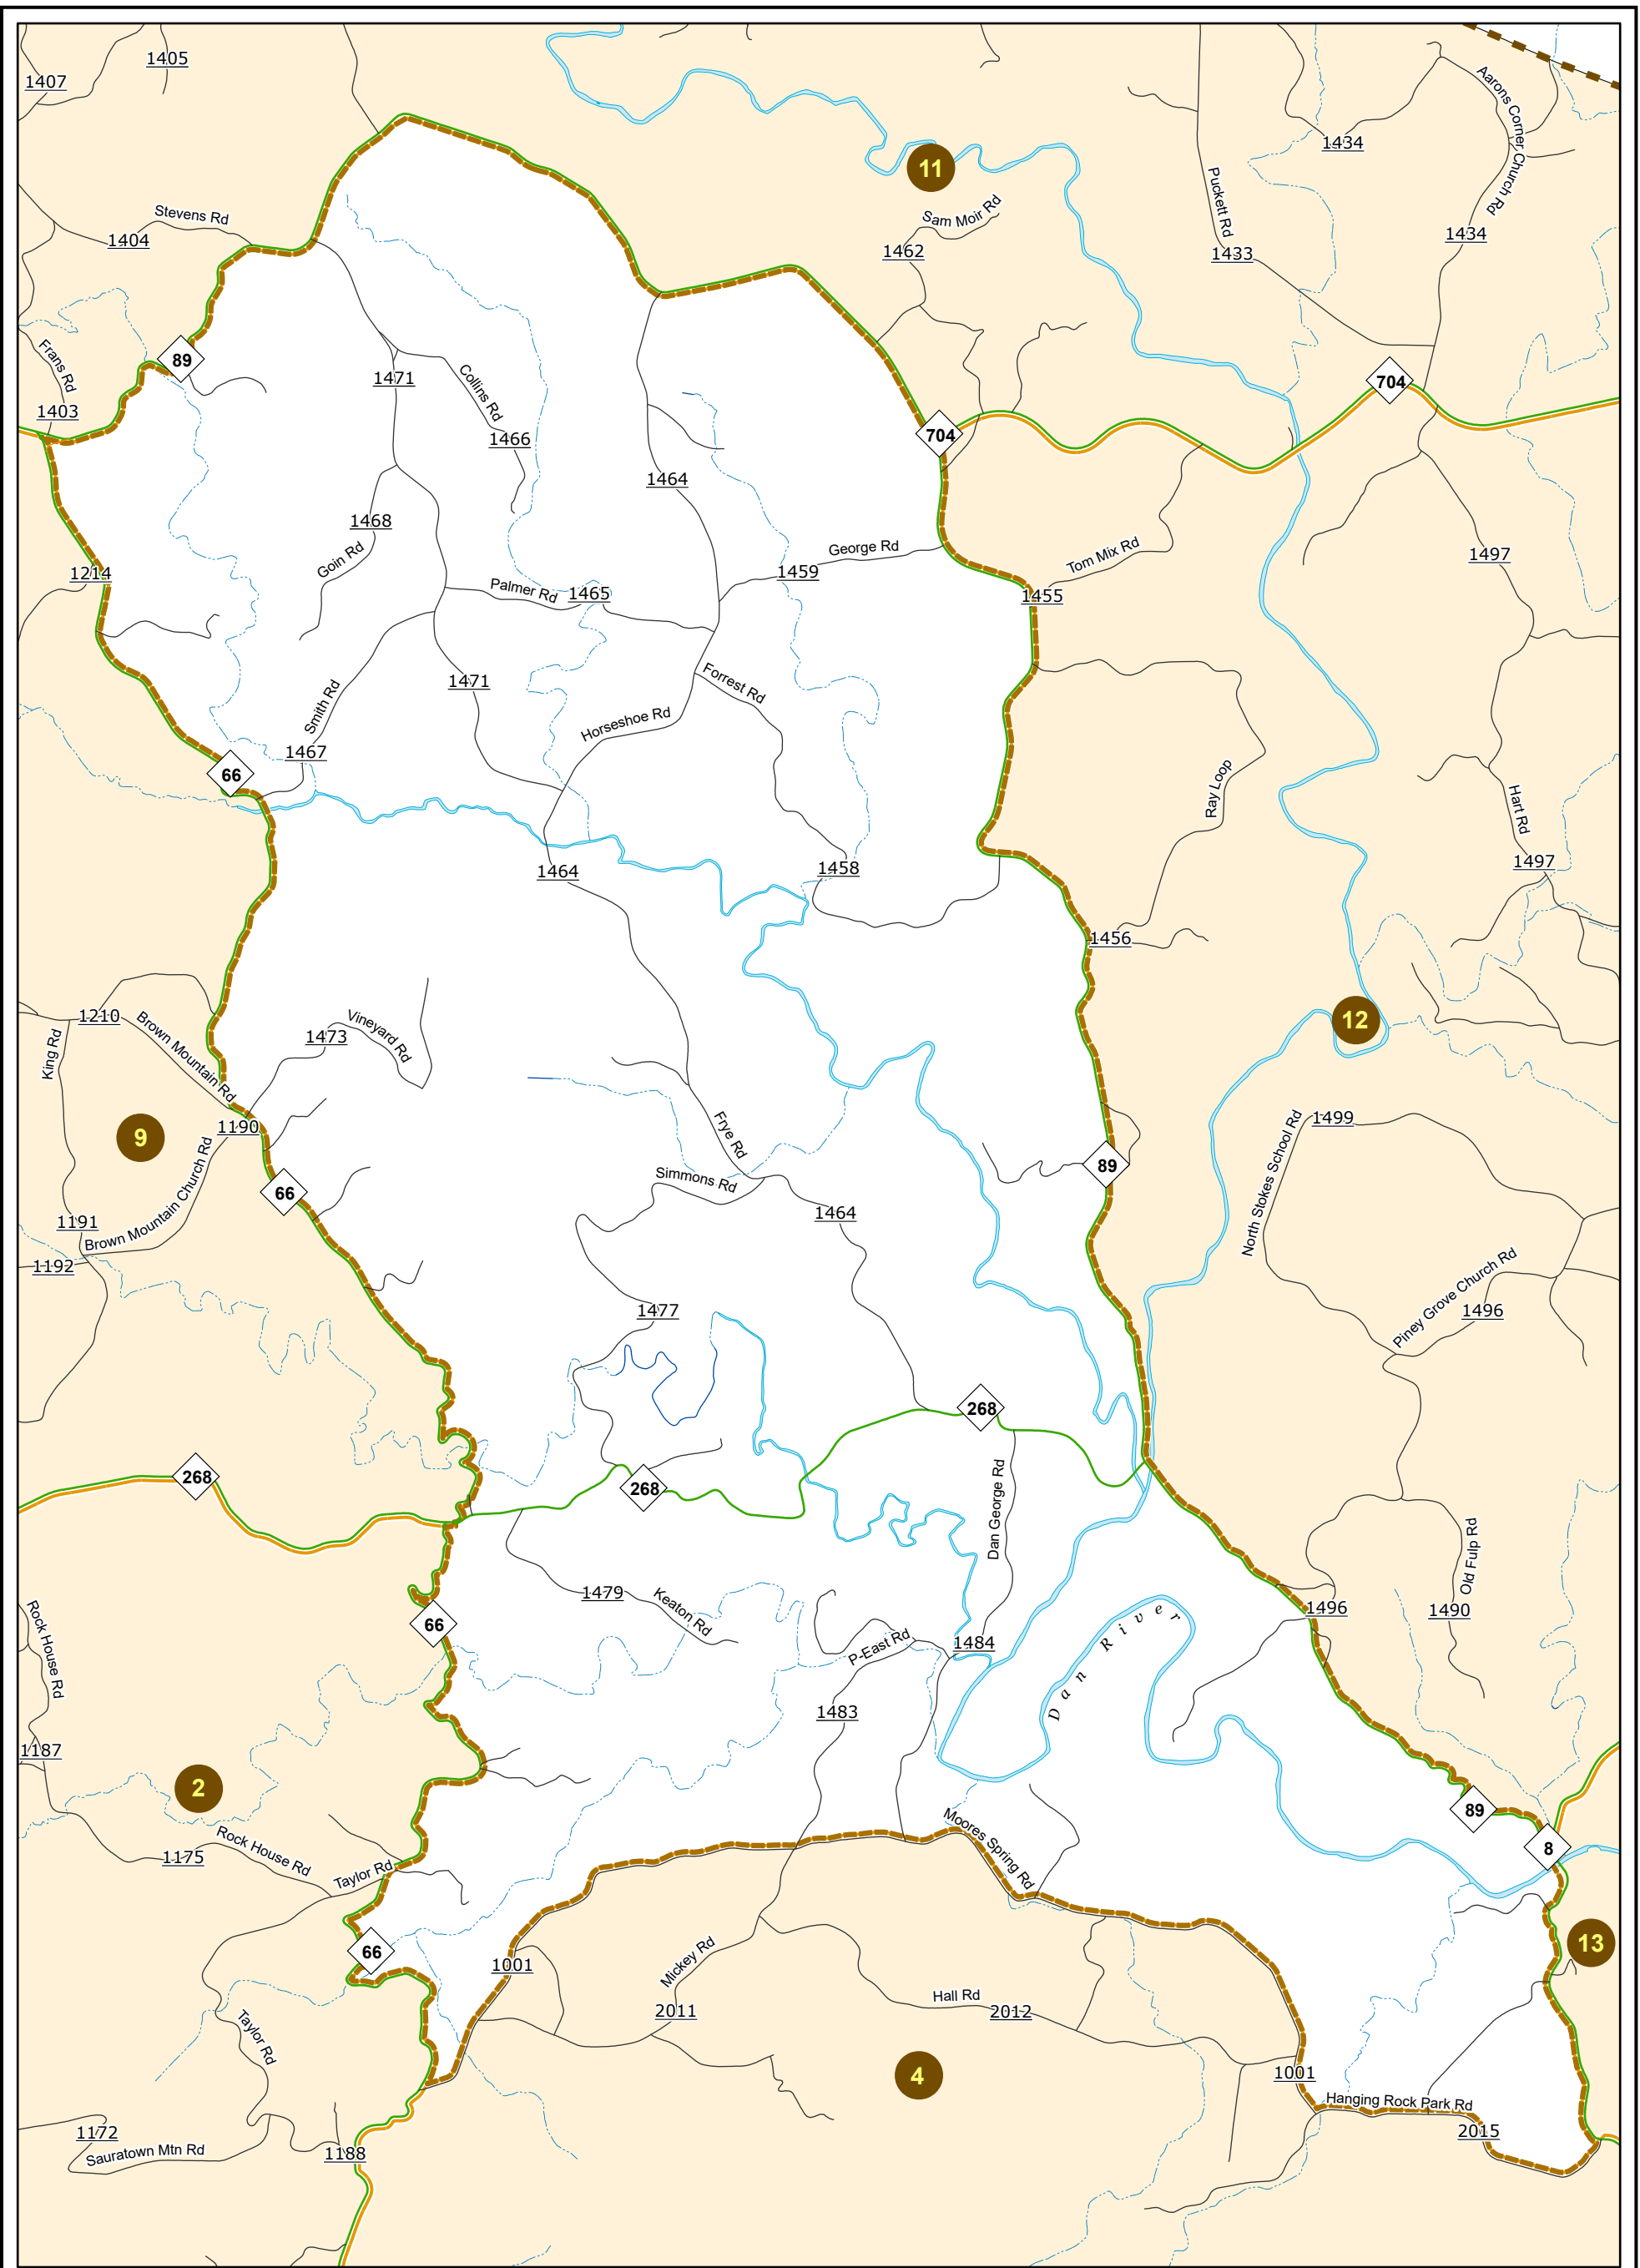 1405
1407
11
1434
Aarons Corner Church Rd
Puckett Rd
Stevens Rd
1404
Sam Moir Rd
1462
1433
1434
Frans Rd
89
1471
Collins Rd
704
1403
1466
704
1464
1468
Goin Rd
George Rd
1459
Tom Mix Rd
1497
1214
Palmer Rd
1465
1455
1471
Forrest Rd
Smith Rd
Horseshoe Rd
1467
66
Ray Loop
Hart Rd
1464
1458
1497
1456
1210
Brown Mountain Rd
King Rd
1473
Vineyard Rd
12
9
1190
Frye Rd
1499
North Stokes School Rd
89
66
Simmons Rd
Brown Mountain Church Rd
1191
1464
1192
1477
Piney Grove Church Rd
1496
268
268
268
Dan George Rd
1479
Keaton Rd
Old Fulp Rd
1490
1496
66
Rock House Rd
P-East Rd
1484
Dan River
1483
1187
2
89
Moores Spring Rd
8
1175
Rock House Rd
Taylor Rd
66
13
1001
Mickey Rd
2011
Hall Rd
2012
Taylor Rd
4
1001
Hanging Rock Park Rd
2015
1172
Sauratown Mtn Rd
1188